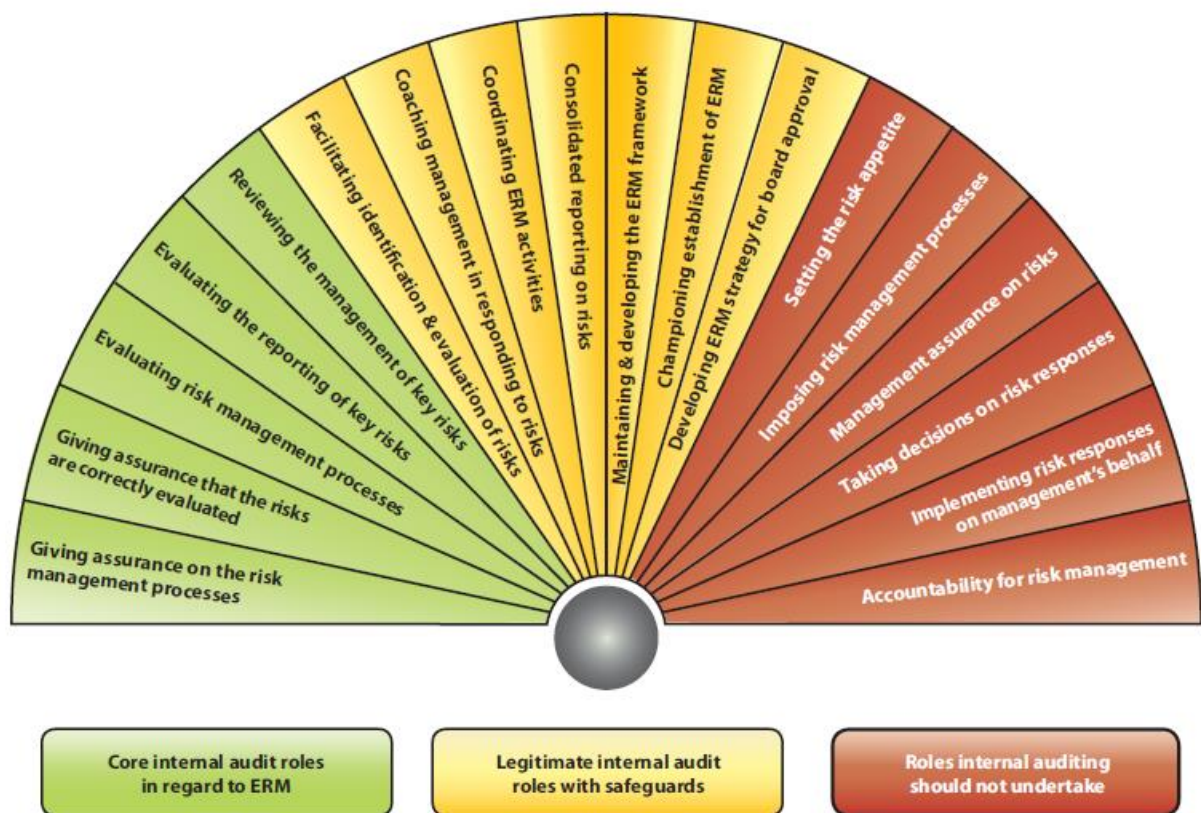 Giving assurance on the risk
management processes
Giving assurance that the risks
are correctly evaluated
Evaluating risk management processes
Evaluating the reporting of key risks
Reviewing the management of key risks
Facilitating identification & evaluation of risks
Coaching management in responding to risks
Coordinating ERM activities
Consolidated reporting on risks
Maintaining & developing the ERM framework
Championing establishment of ERM
Developing ERM strategy for board approval
Setting the risk appetite
Imposing risk management processes
Management assurance on risks
Taking decisions on risk responses
Implementing risk responses
on management's behalf
Accountability for risk management
Core internal audit roles
in regard to ERM
Legitimate internal audit
roles with safeguards
Roles internal auditing
should not undertake